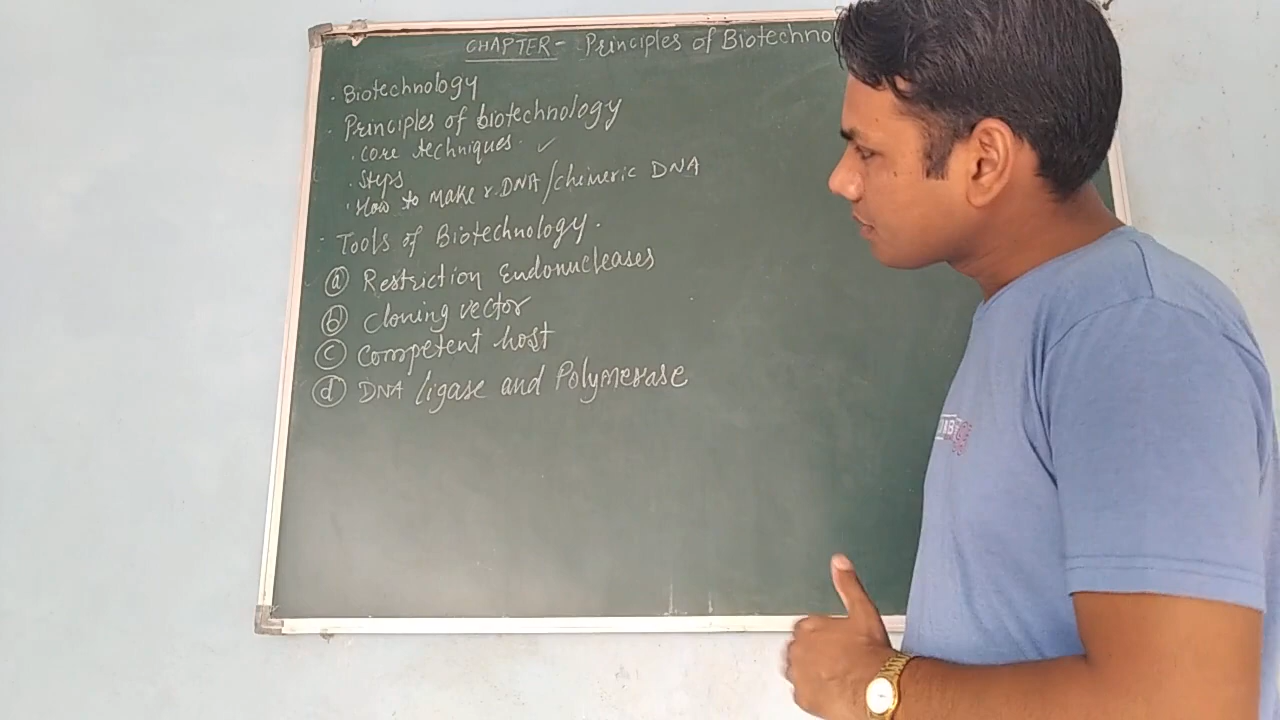 CHAPTER - Principles of Biotechno
· Biotechnology
· Principles of biotechnology
· core techniques. ✓
· steps
· How to make r.DNA/chimeric DNA
- Tools of Biotechnology.
ⓐ Restriction Endonucleases
ⓑ cloning vector
ⓒ competent host
ⓓ DNA ligase and Polymerase